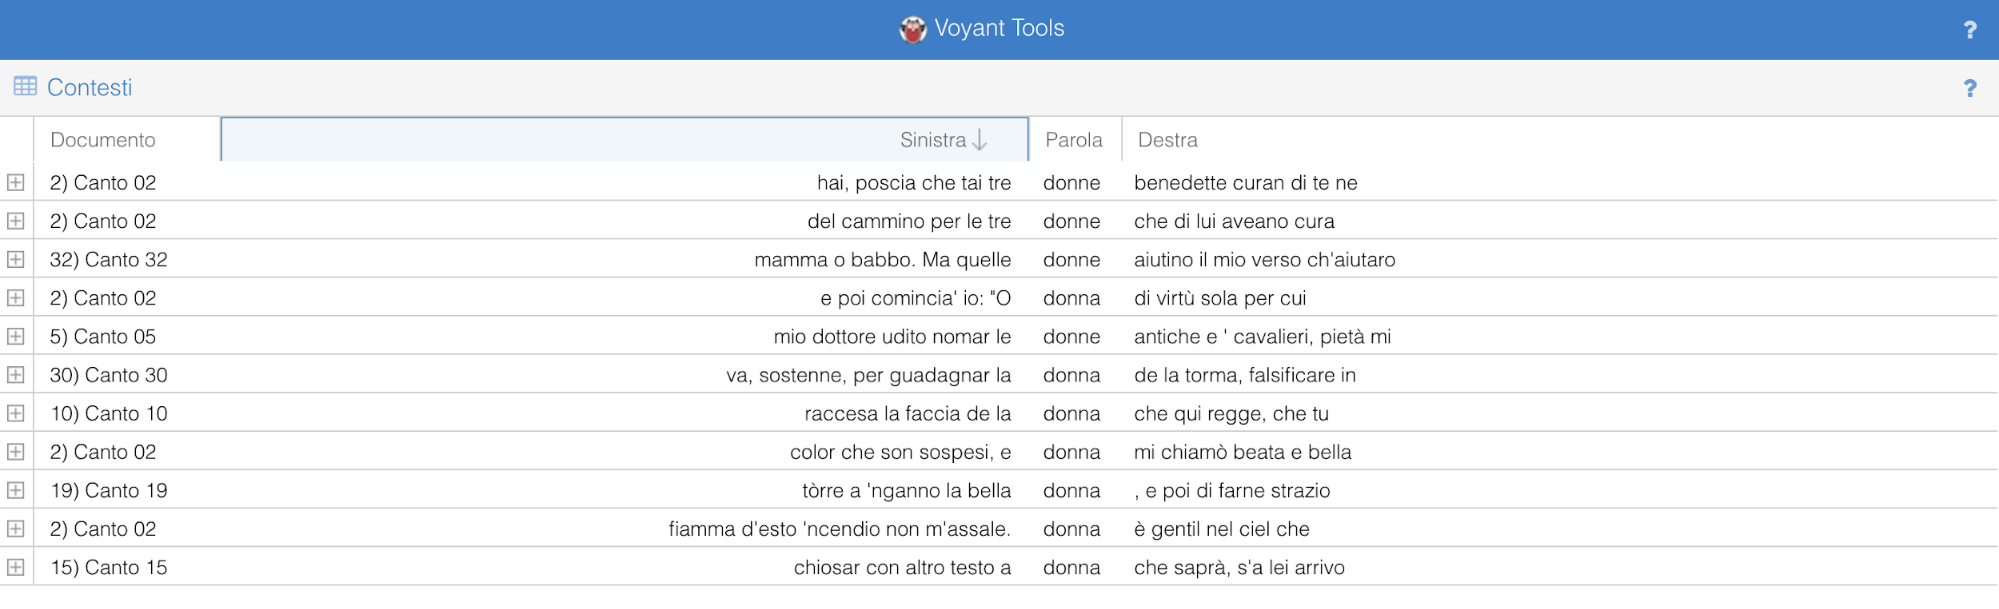 Voyant Tools ?
Contesti ?
Documento Sinistra ↓ Parola Destra
2) Canto 02 hai, poscia che tai tre donne benedette curan di te ne
2) Canto 02 del cammino per le tre donne che di lui aveano cura
32) Canto 32 mamma o babbo. Ma quelle donne aiutino il mio verso ch'aiutaro
2) Canto 02 e poi comincia' io: "O donna di virtù sola per cui
5) Canto 05 mio dottore udito nomar le donne antiche e ' cavalieri, pietà mi
30) Canto 30 va, sostenne, per guadagnar la donna de la torma, falsificare in
10) Canto 10 raccesa la faccia de la donna che qui regge, che tu
2) Canto 02 color che son sospesi, e donna mi chiamò beata e bella
19) Canto 19 tòrre a 'nganno la bella donna , e poi di farne strazio
2) Canto 02 fiamma d'esto 'ncendio non m'assale. donna è gentil nel ciel che
15) Canto 15 chiosar con altro testo a donna che saprà, s'a lei arrivo